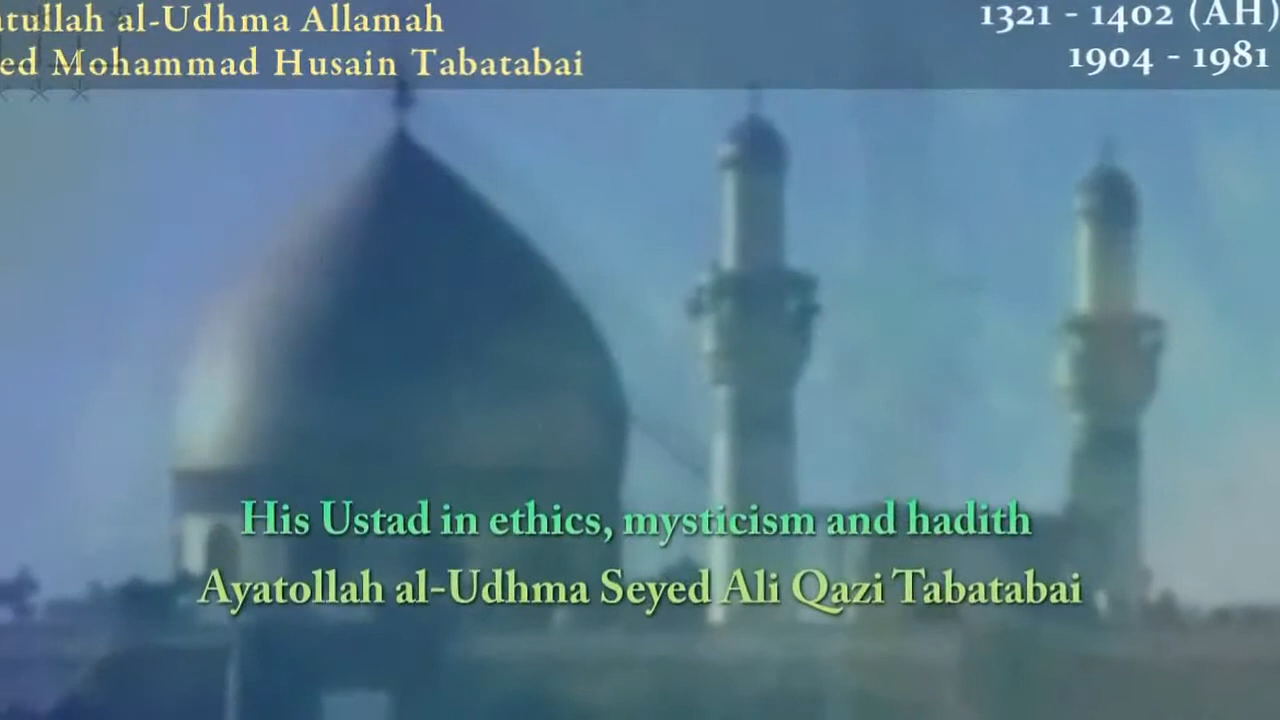 atullah al-Udhma Allamah
ed Mohammad Husain Tabatabai
1321 - 1402 (AH)
1904 - 1981
His Ustad in ethics, mysticism and hadith
Ayatollah al-Udhma Seyed Ali Qazi Tabatabai